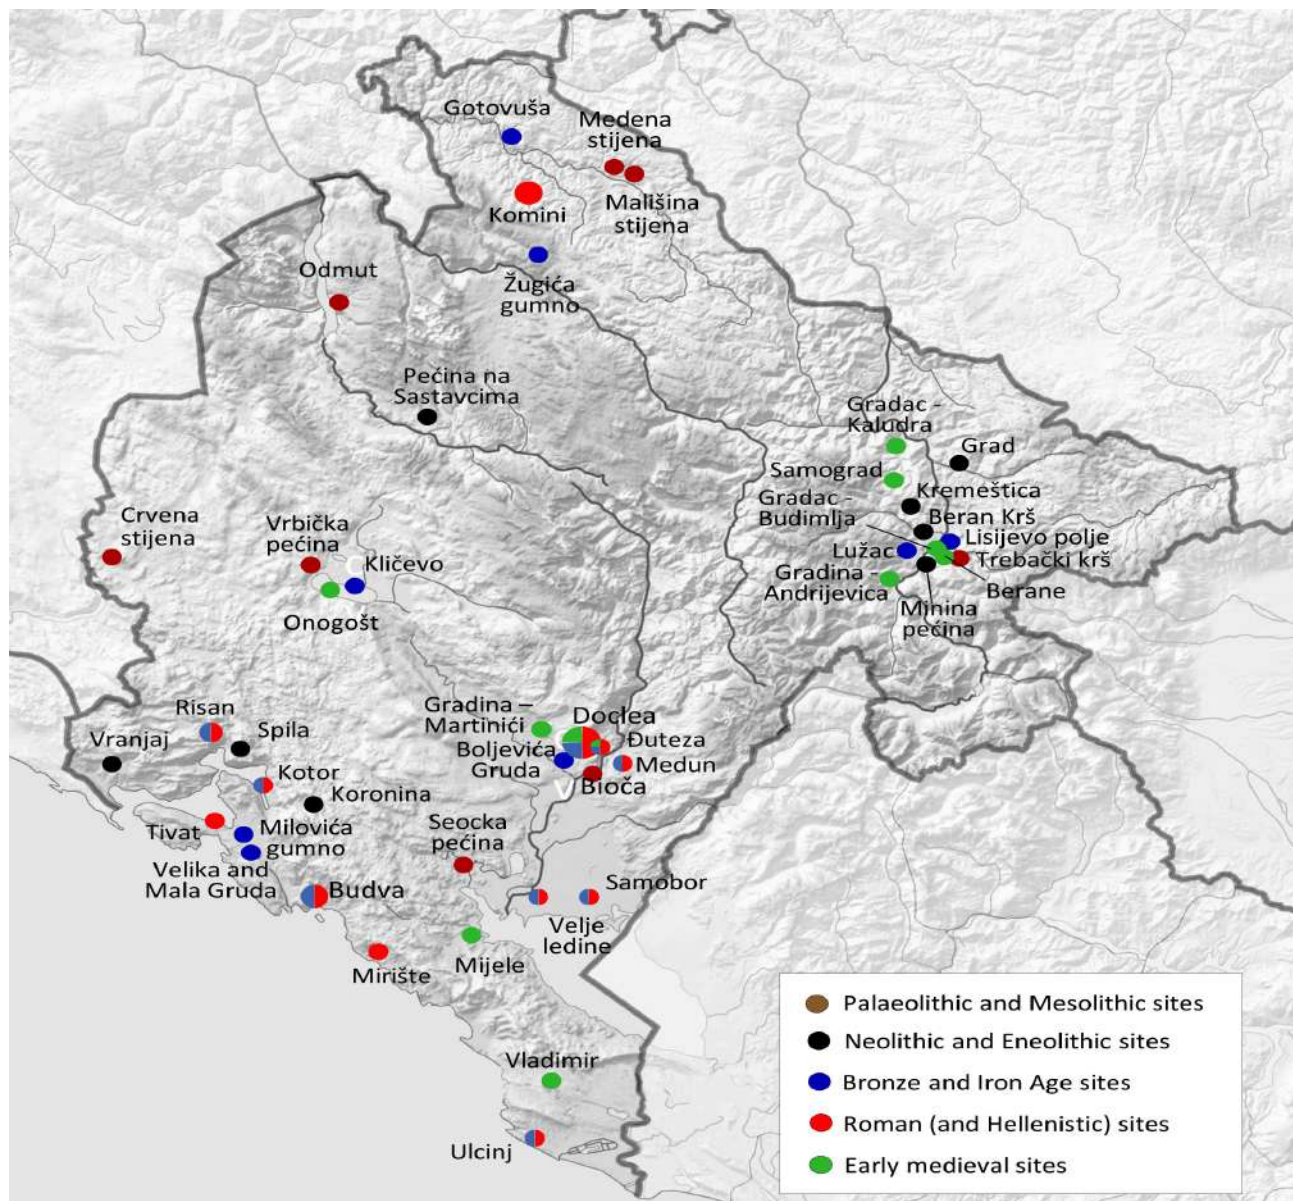 Gotovuša
Medena
stijena
Mališina
stijena
Komini
Žugića
gumno
Odmut
Pećina na
Sastavcima
Gradac -
Kaludra
Grad
Samograd
Kremeštica
Gradac -
Budimlja
Beran Krš
Lisijevo polje
Lužac
Trebački krš
Gradina -
Andrijevica
Berane
Minina
pećina
Crvena
stijena
Vrbička
pećina
Kličevo
Onogošt
Risan
Spila
Vranjaj
Kotor
Koronina
Tivat
Milovića
gumno
Velika and
Mala Gruda
Budva
Gradina –
Martinići
Doclea
Đuteza
Boljevića
Gruda
Medun
Bioča
Seocka
pećina
Samobor
Velje
ledine
Mirište
Mijele
Vladimir
Ulcinj
Palaeolithic and Mesolithic sites
Neolithic and Eneolithic sites
Bronze and Iron Age sites
Roman (and Hellenistic) sites
Early medieval sites